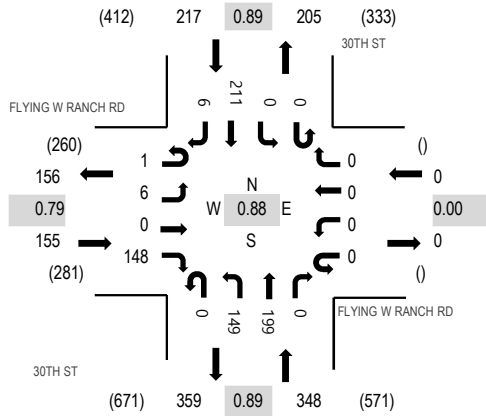 (412) 217 0.89 205 (333)
30TH ST
6 211 0 0
FLYING W RANCH RD
(260)
156
0.79
155
(281)
1
6
0
148
N
W 0.88 E
S
0
0
0
0
()
0
0.00
0
()
0 149 199 0
FLYING W RANCH RD
30TH ST
(671) 359 0.89 348 (571)